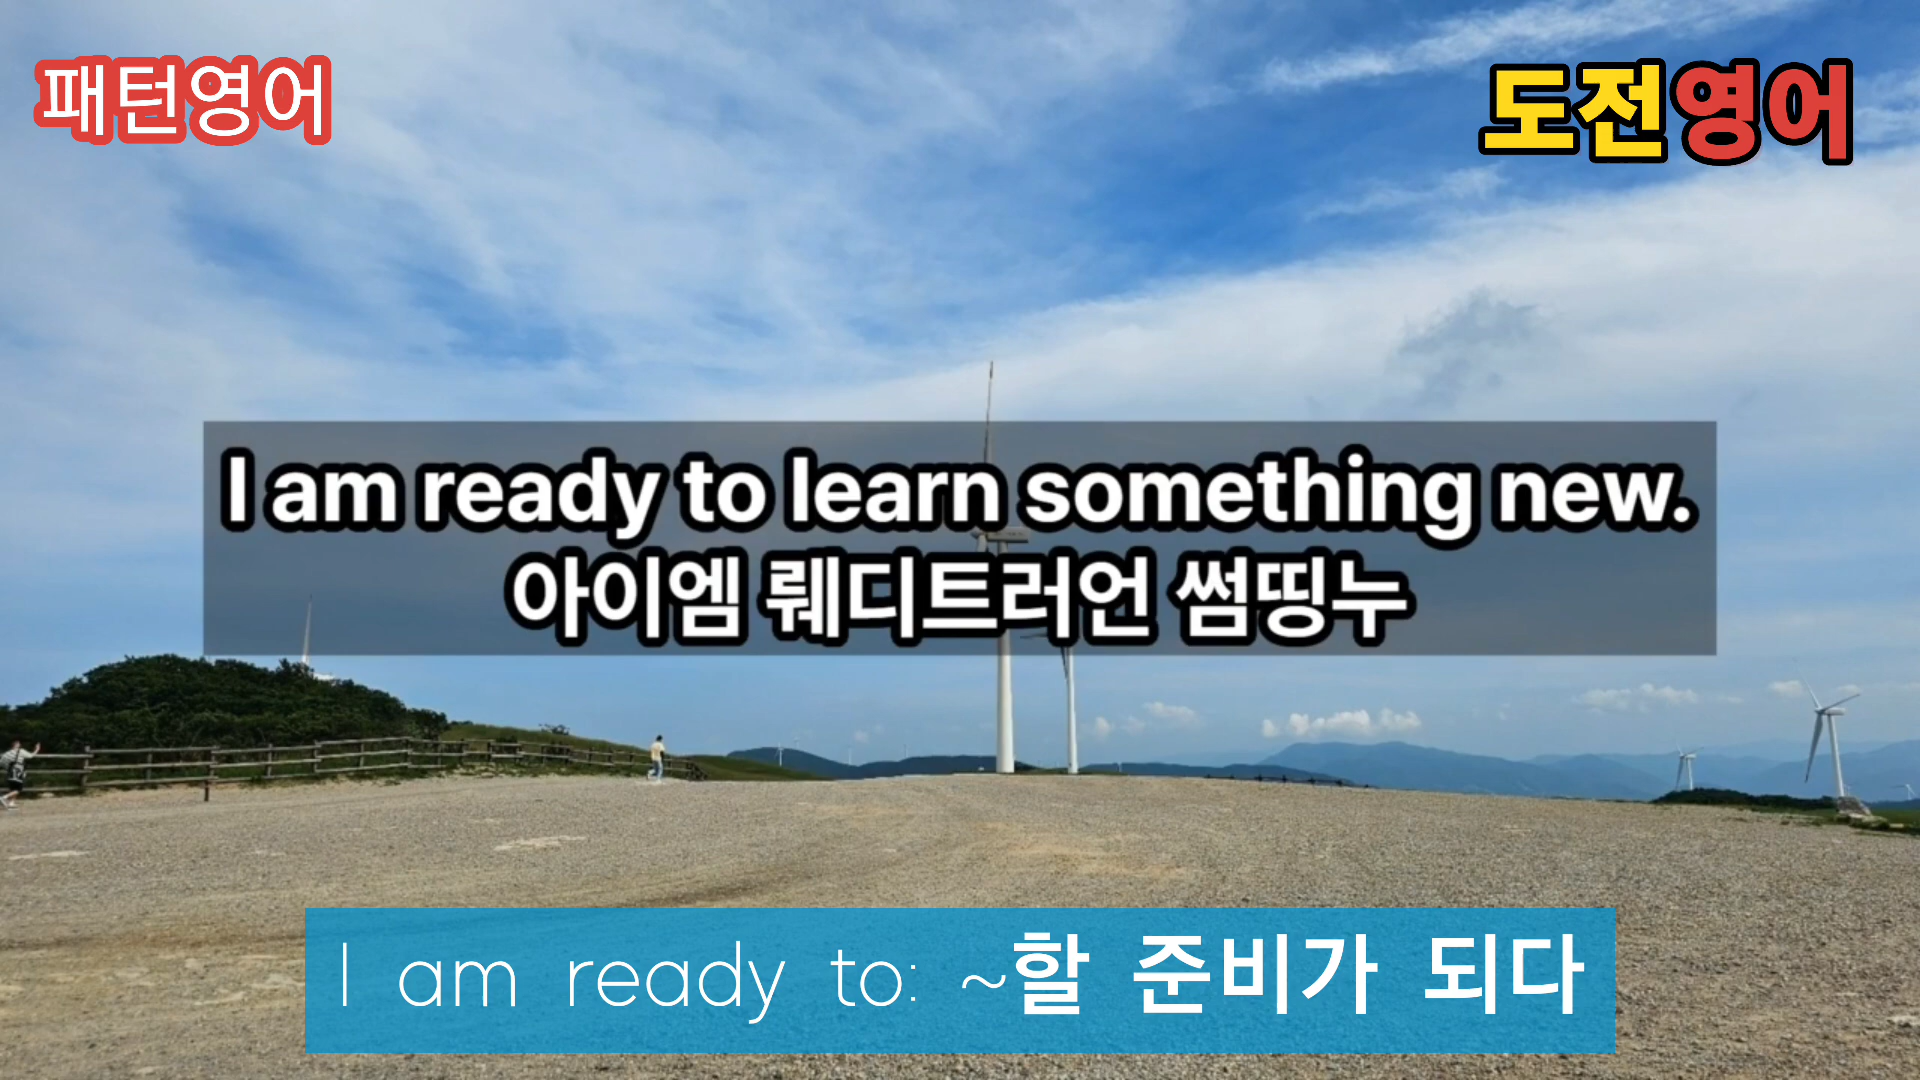 패턴영어
도전영어
I am ready to learn something new.
아이엠 뤠디트러언 썸띵누
I am ready to: ~할 준비가 되다